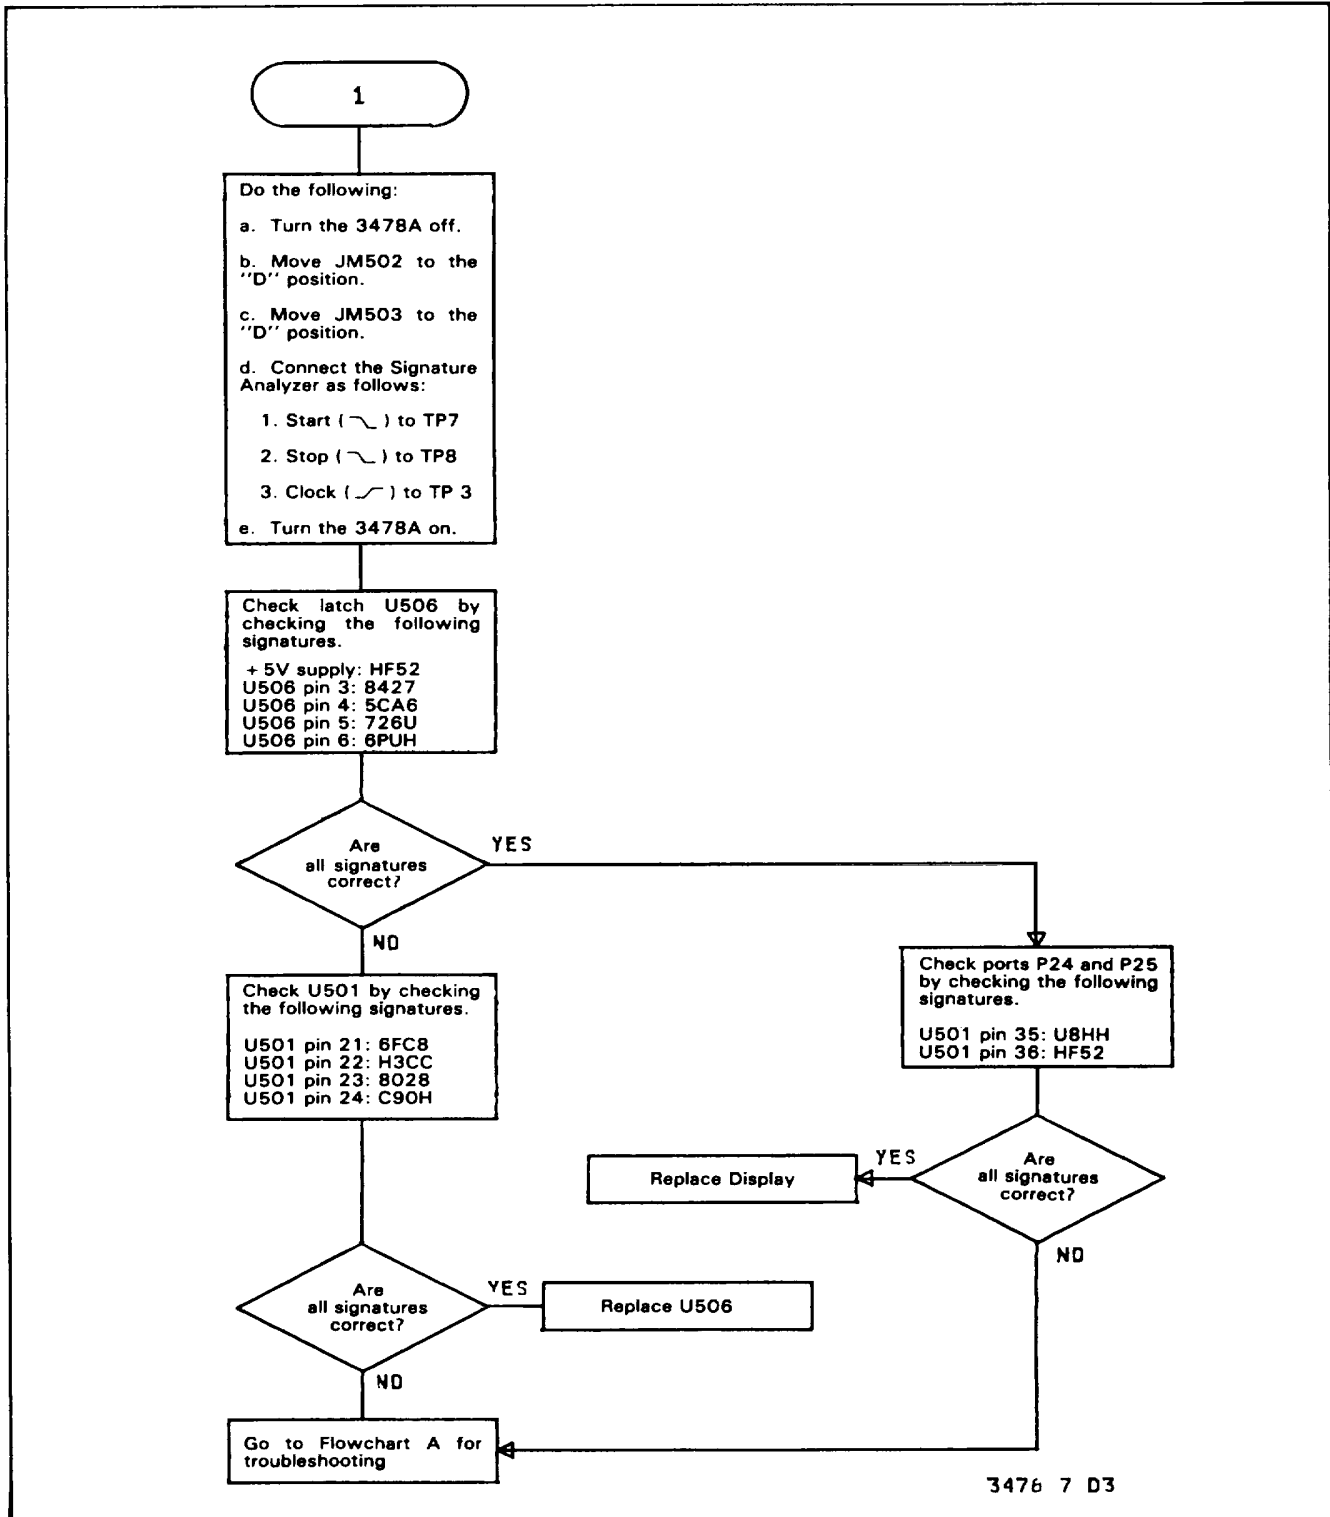 1
Do the following:
a. Turn the 3478A off.
b. Move JM502 to the
''D'' position.
c. Move JM503 to the
''D'' position.
d. Connect the Signature
Analyzer as follows:
1. Start ( ) to TP7
2. Stop ( ) to TP8
3. Clock ( ) to TP 3
e. Turn the 3478A on.
Check latch U506 by
checking the following
signatures.
+ 5V supply: HF52
U506 pin 3: 8427
U506 pin 4: 5CA6
U506 pin 5: 726U
U506 pin 6: 6PUH
Are
all signatures
correct?
YES
NO
Check U501 by checking
the following signatures.
U501 pin 21: 6FC8
U501 pin 22: H3CC
U501 pin 23: 8028
U501 pin 24: C90H
Check ports P24 and P25
by checking the following
signatures.
U501 pin 35: U8HH
U501 pin 36: HF52
Are
all signatures
correct?
YES
Replace Display
NO
Are
all signatures
correct?
YES
Replace U506
NO
Go to Flowchart A for
troubleshooting
3478 7 D3